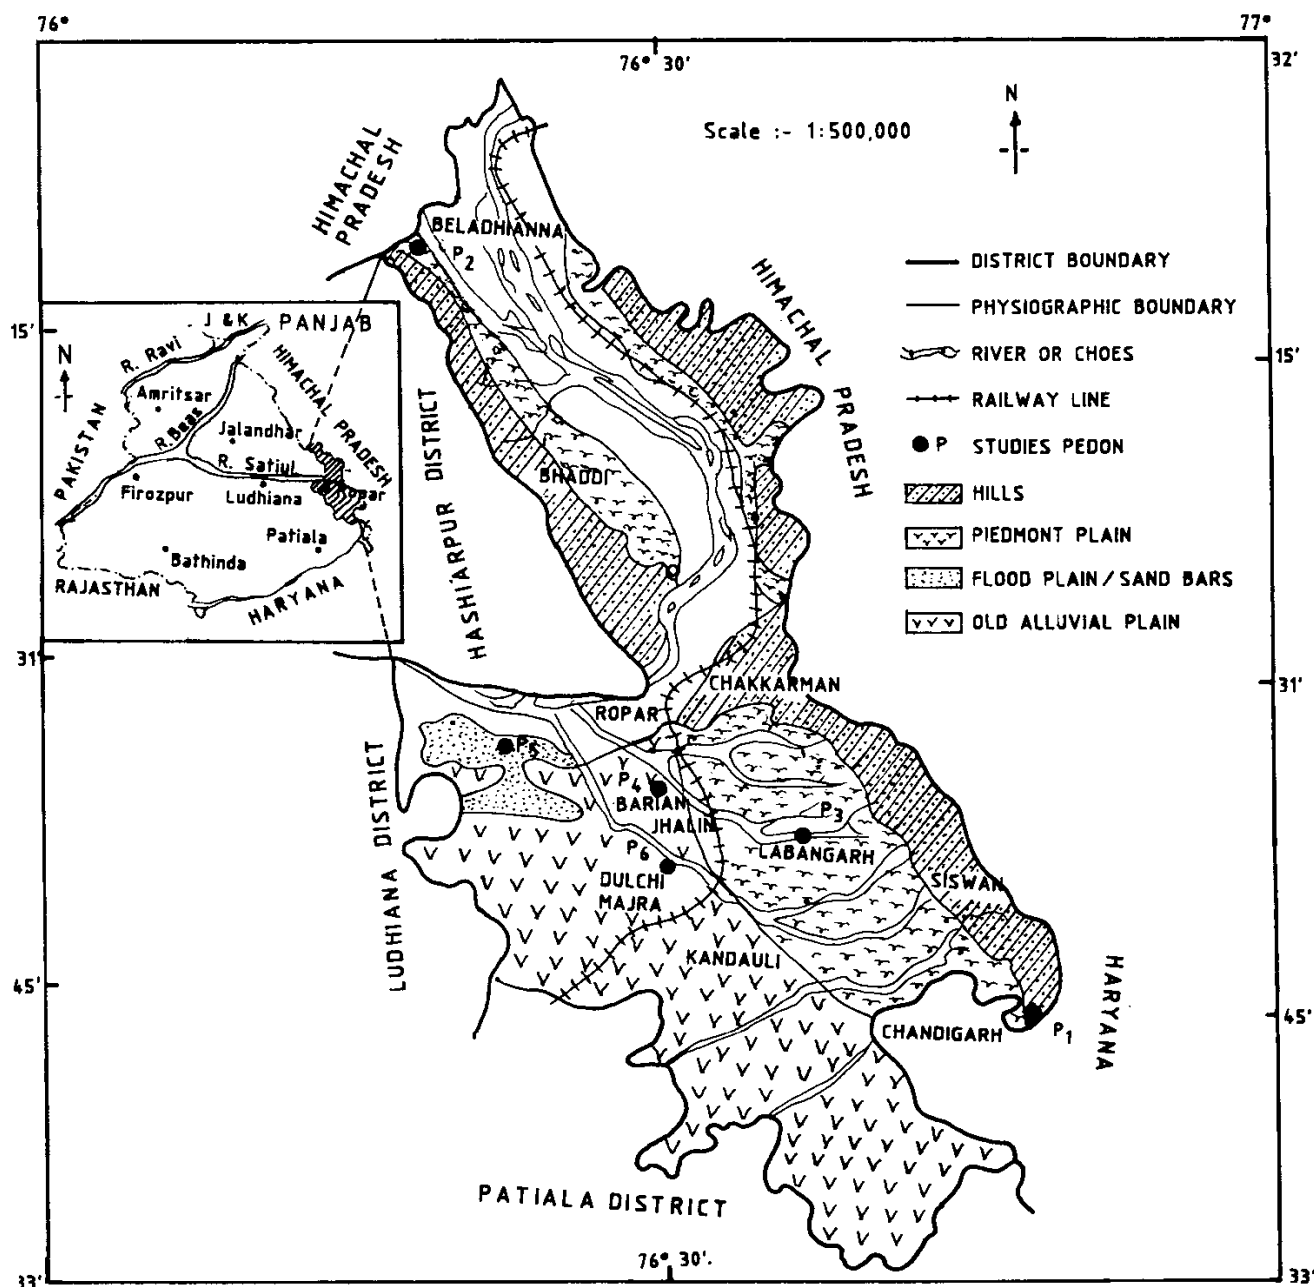 76°
77°
76° 30'
32'
N
Scale :- 1:500,000
HIMACHAL
PRADESH
BELADHIANNA
P2
HIMACHAL
PRADESH
DISTRICT BOUNDARY
PHYSIOGRAPHIC BOUNDARY
RIVER OR CHOES
RAILWAY LINE
P STUDIES PEDON
HILLS
PIEDMONT PLAIN
FLOOD PLAIN / SAND BARS
OLD ALLUVIAL PLAIN
15'
15'
J & K
PANJAB
N
R. Ravi
HIMACHAL PRADESH
Amritsar
R. Beas
Jalandhar
PAKISTAN
R. Satlul
Firozpur
Ludhiana
Ropar
Patiala
Bathinda
RAJASTHAN
HARYANA
HASHIARPUR DISTRICT
BHADDI
31'
31'
CHAKKARMAN
ROPAR
LUDHIANA DISTRICT
P5
P4
BARIAN
JHALIN
P3
LABANGARH
P6
DULCHI
MAJRA
SISWAN
KANDAULI
CHANDIGARH
P1
HARYANA
45'
45'
PATIALA DISTRICT
76° 30'.
33'
33'